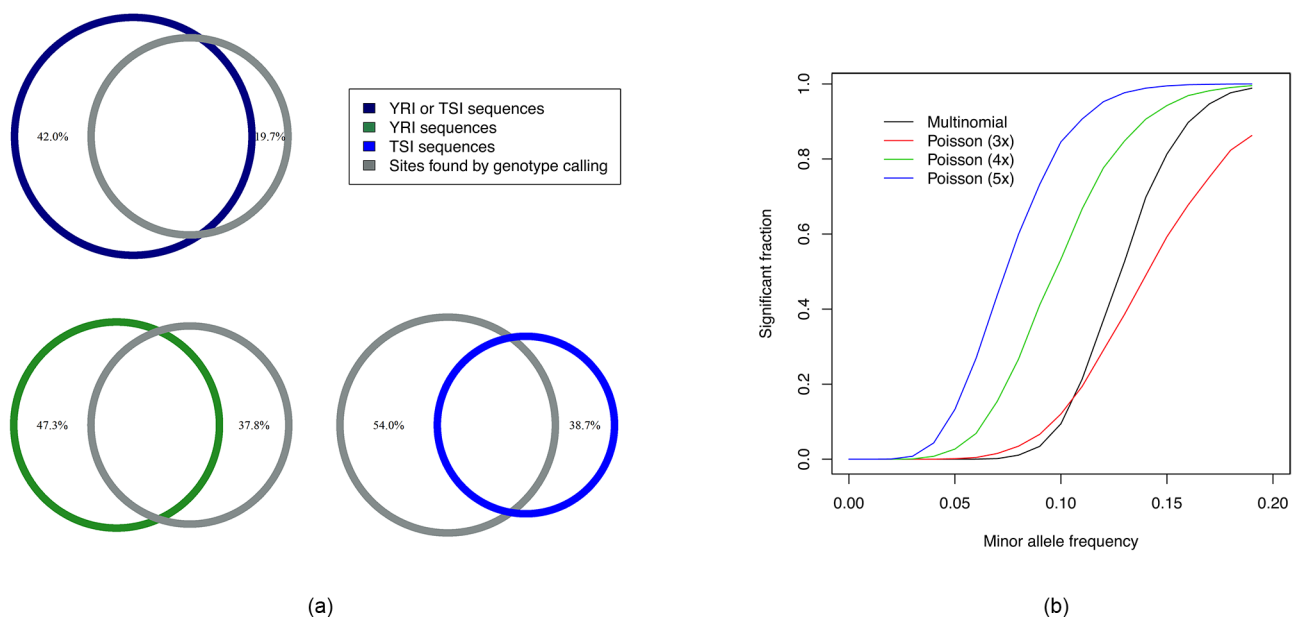 42.0%
19.7%
YRI or TSI sequences
YRI sequences
TSI sequences
Sites found by genotype calling
47.3%
37.8%
54.0%
38.7%
(a)
Multinomial
Poisson (3x)
Poisson (4x)
Poisson (5x)
Significant fraction
1.0
0.8
0.6
0.4
0.2
0.0
0.00
0.05
0.10
0.15
0.20
Minor allele frequency
(b)